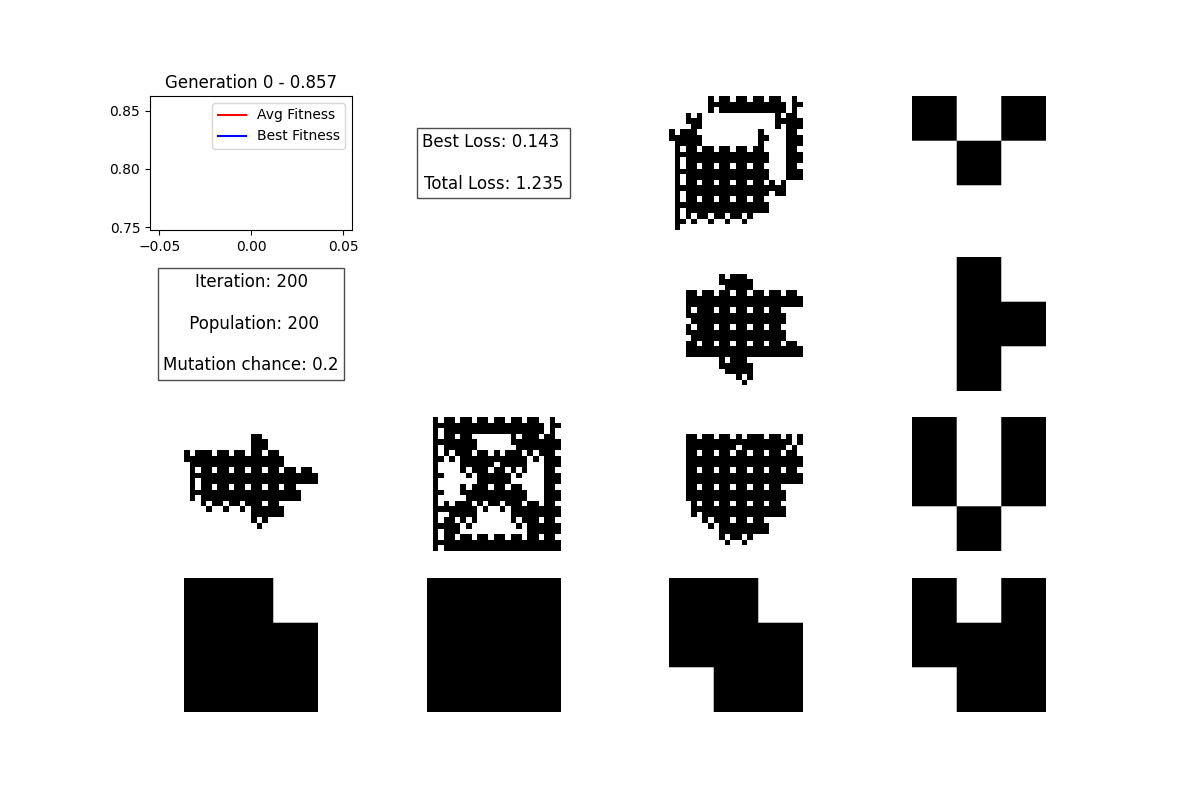 Generation 0 - 0.857
0.85
0.80
0.75
−0.05
0.00
0.05
Avg Fitness
Best Fitness
Best Loss: 0.143
Total Loss: 1.235
Iteration: 200
Population: 200
Mutation chance: 0.2